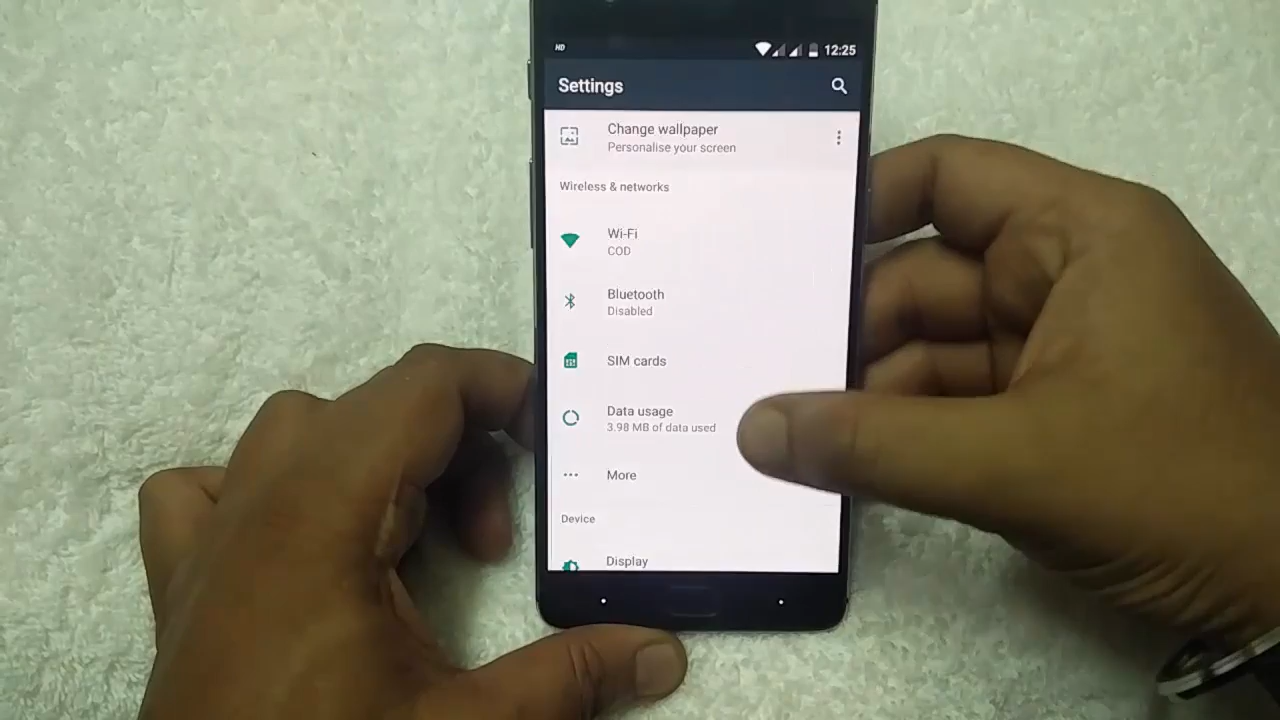 HD
12:25
Settings
Change wallpaper
Personalise your screen
Wireless & networks
Wi-Fi
COD
Bluetooth
Disabled
SIM cards
Data usage
3.98 MB of data used
More
Device
Display